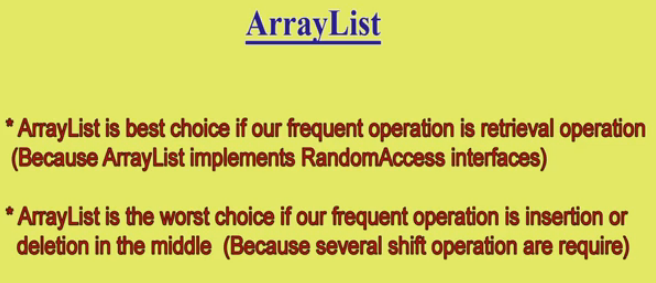 ArrayList
* ArrayList is best choice if our frequent operation is retrieval operation
(Because ArrayList implements RandomAccess interfaces)
* ArrayList is the worst choice if our frequent operation is insertion or
deletion in the middle (Because several shift operation are require)